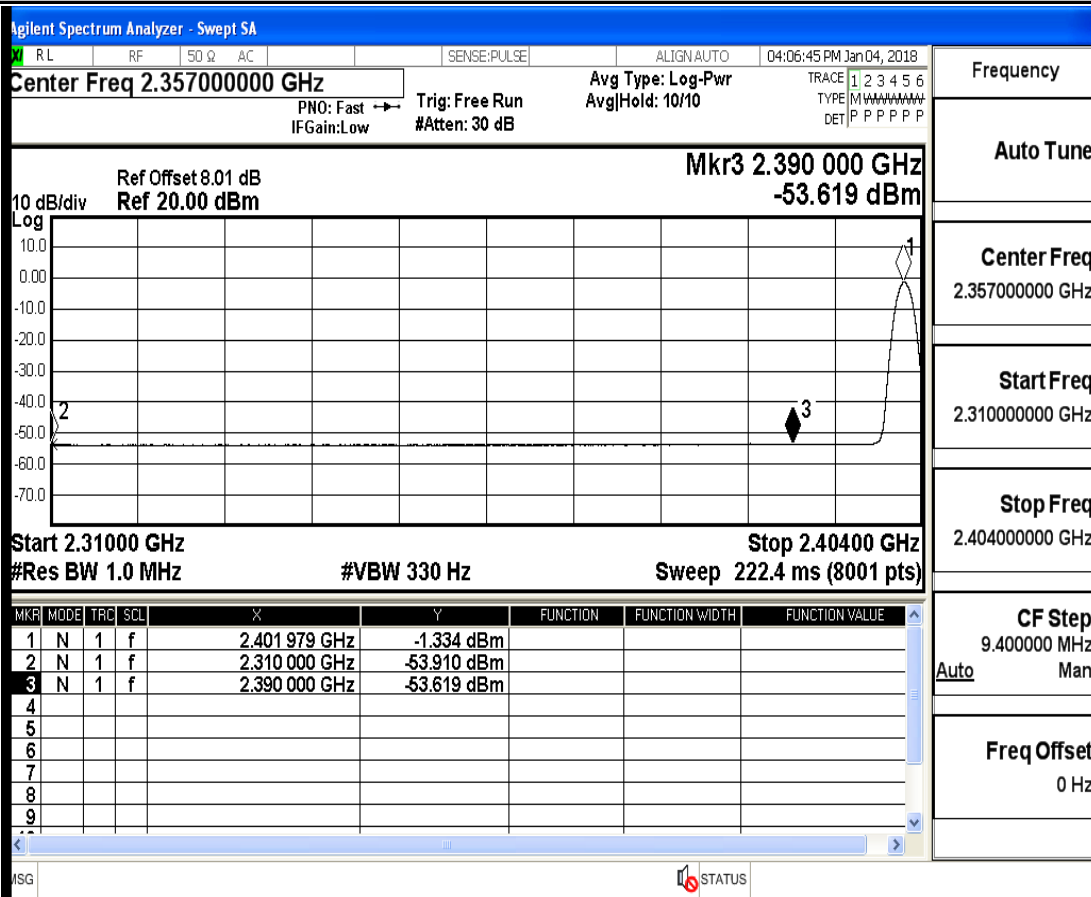 Agilent Spectrum Analyzer - Swept SA
XI RL RF 50 Ω AC SENSE:PULSE ALIGN AUTO 04:06:45 PM Jan 04, 2018
Center Freq 2.357000000 GHz
PNO: Fast
IFGain:Low
Trig: Free Run
#Atten: 30 dB
Avg Type: Log-Pwr
Avg|Hold: 10/10
TRACE 1 2 3 4 5 6
TYPE M WWWWW
DET P P P P P P
Mkr3 2.390 000 GHz
-53.619 dBm
Ref Offset 8.01 dB
10 dB/div Ref 20.00 dBm
Log
10.0
0.00
-10.0
-20.0
-30.0
-40.0
-50.0
-60.0
-70.0
1
2
3
Start 2.31000 GHz Stop 2.40400 GHz
#Res BW 1.0 MHz #VBW 330 Hz Sweep 222.4 ms (8001 pts)
MKR MODE TRC SCL X Y FUNCTION FUNCTION WIDTH FUNCTION VALUE
1 N 1 f 2.401 979 GHz -1.334 dBm
2 N 1 f 2.310 000 GHz -53.910 dBm
3 N 1 f 2.390 000 GHz -53.619 dBm
4
5
6
7
8
9
MSG STATUS
Frequency
Auto Tune
Center Freq
2.357000000 GHz
Start Freq
2.310000000 GHz
Stop Freq
2.404000000 GHz
CF Step
9.400000 MHz
Auto Man
Freq Offset
0 Hz